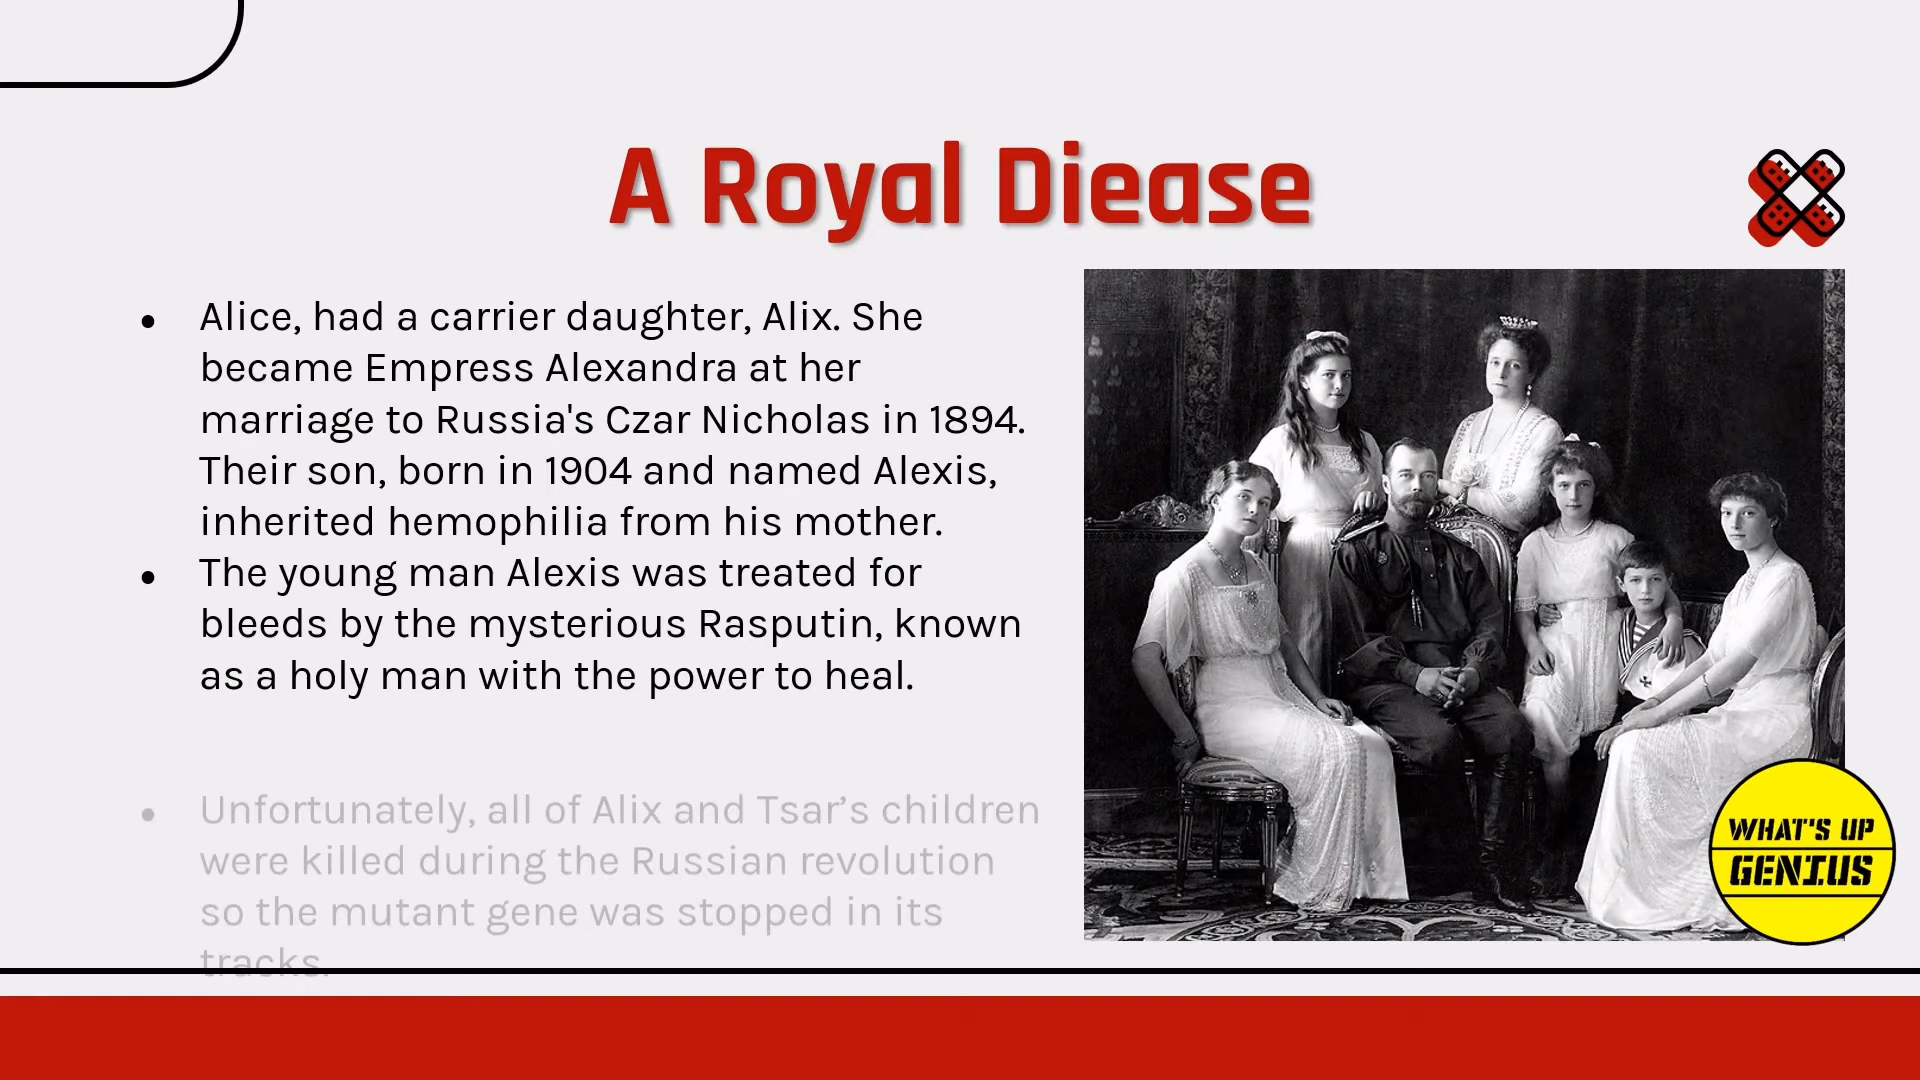 A Royal Diease
Alice, had a carrier daughter, Alix. She
became Empress Alexandra at her
marriage to Russia's Czar Nicholas in 1894.
Their son, born in 1904 and named Alexis,
inherited hemophilia from his mother.
The young man Alexis was treated for
bleeds by the mysterious Rasputin, known
as a holy man with the power to heal.
Unfortunately, all of Alix and Tsar’s children
were killed during the Russian revolution
so the mutant gene was stopped in its
tracks.
WHAT'S UP
GENIUS